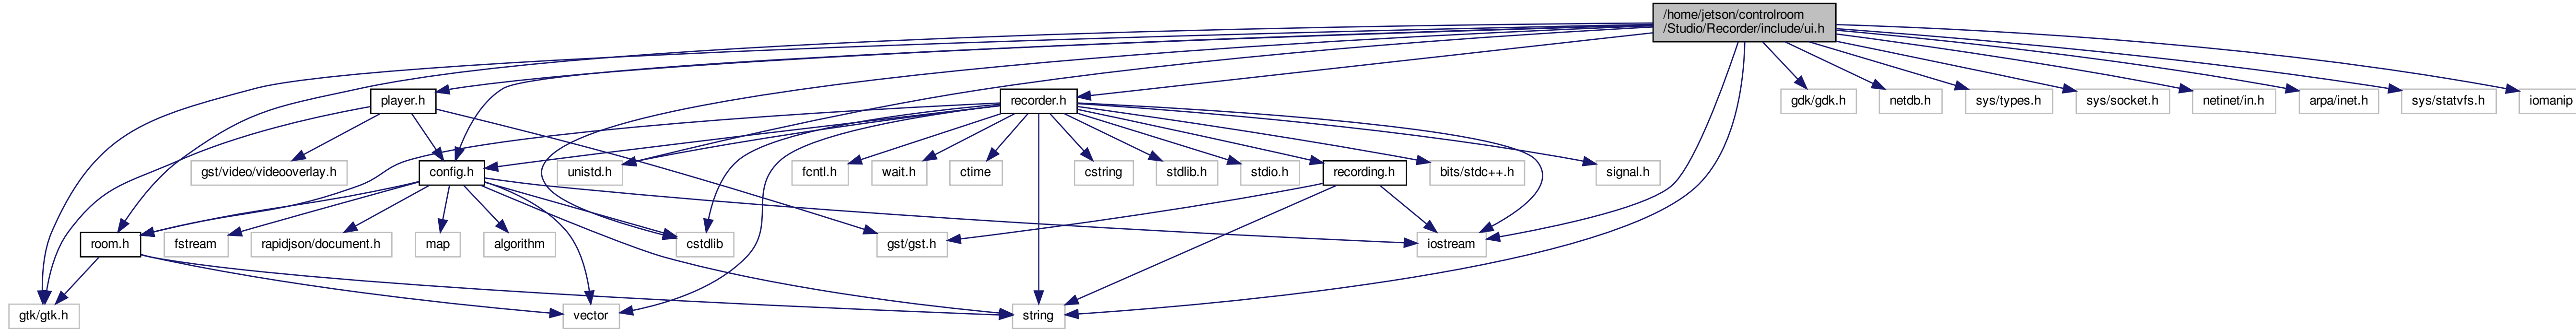 /home/jetson/controlroom
/Studio/Recorder/include/ui.h
player.h
recorder.h
gdk/gdk.h
netdb.h
sys/types.h
sys/socket.h
netinet/in.h
arpa/inet.h
sys/statvfs.h
iomanip
gst/video/videooverlay.h
config.h
unistd.h
fcntl.h
wait.h
ctime
cstring
stdlib.h
stdio.h
recording.h
bits/stdc++.h
signal.h
room.h
fstream
rapidjson/document.h
map
algorithm
cstdlib
gst/gst.h
iostream
gtk/gtk.h
vector
string